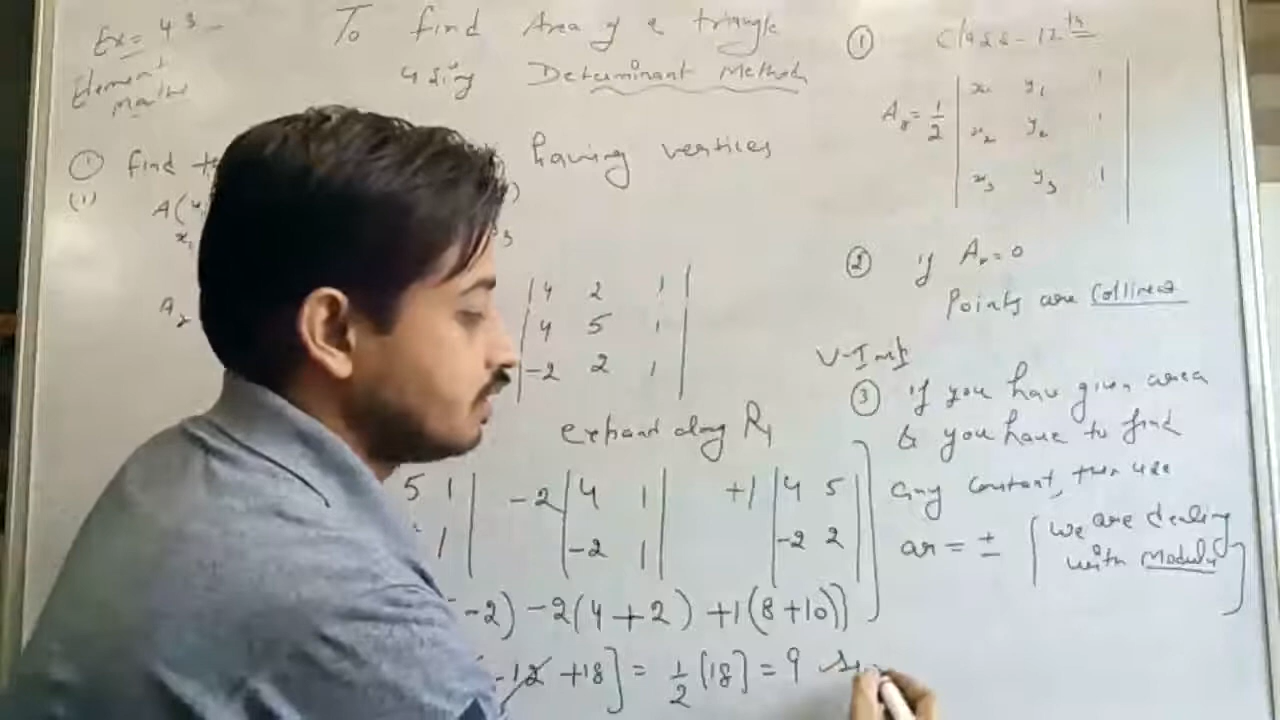 Ex= 4.3
Element
To find Area of a triangle
using Determinant Method
① find having vertices
(1) A(4,
x₁
3
4 2 1
4 5 1
-2 2 1
expand along R₁
5 1 | -2 | 4 1 | +1 | 4 5
1 | -2 1 | -2 2
-2) -2(4+2) +1(8+10)]
-12 +18] = 1/2 [18] = 9
① Class-12th
Ar = 1/2 | x₁ y₁ 1
x₂ y₂ 1
x₃ y₃ 1 |
② if Ar=0
Points are Collinear
V-Imp
③ if you have given area
& you have to find
any constant, then use
ar = ± [we are dealing
with Modulus]